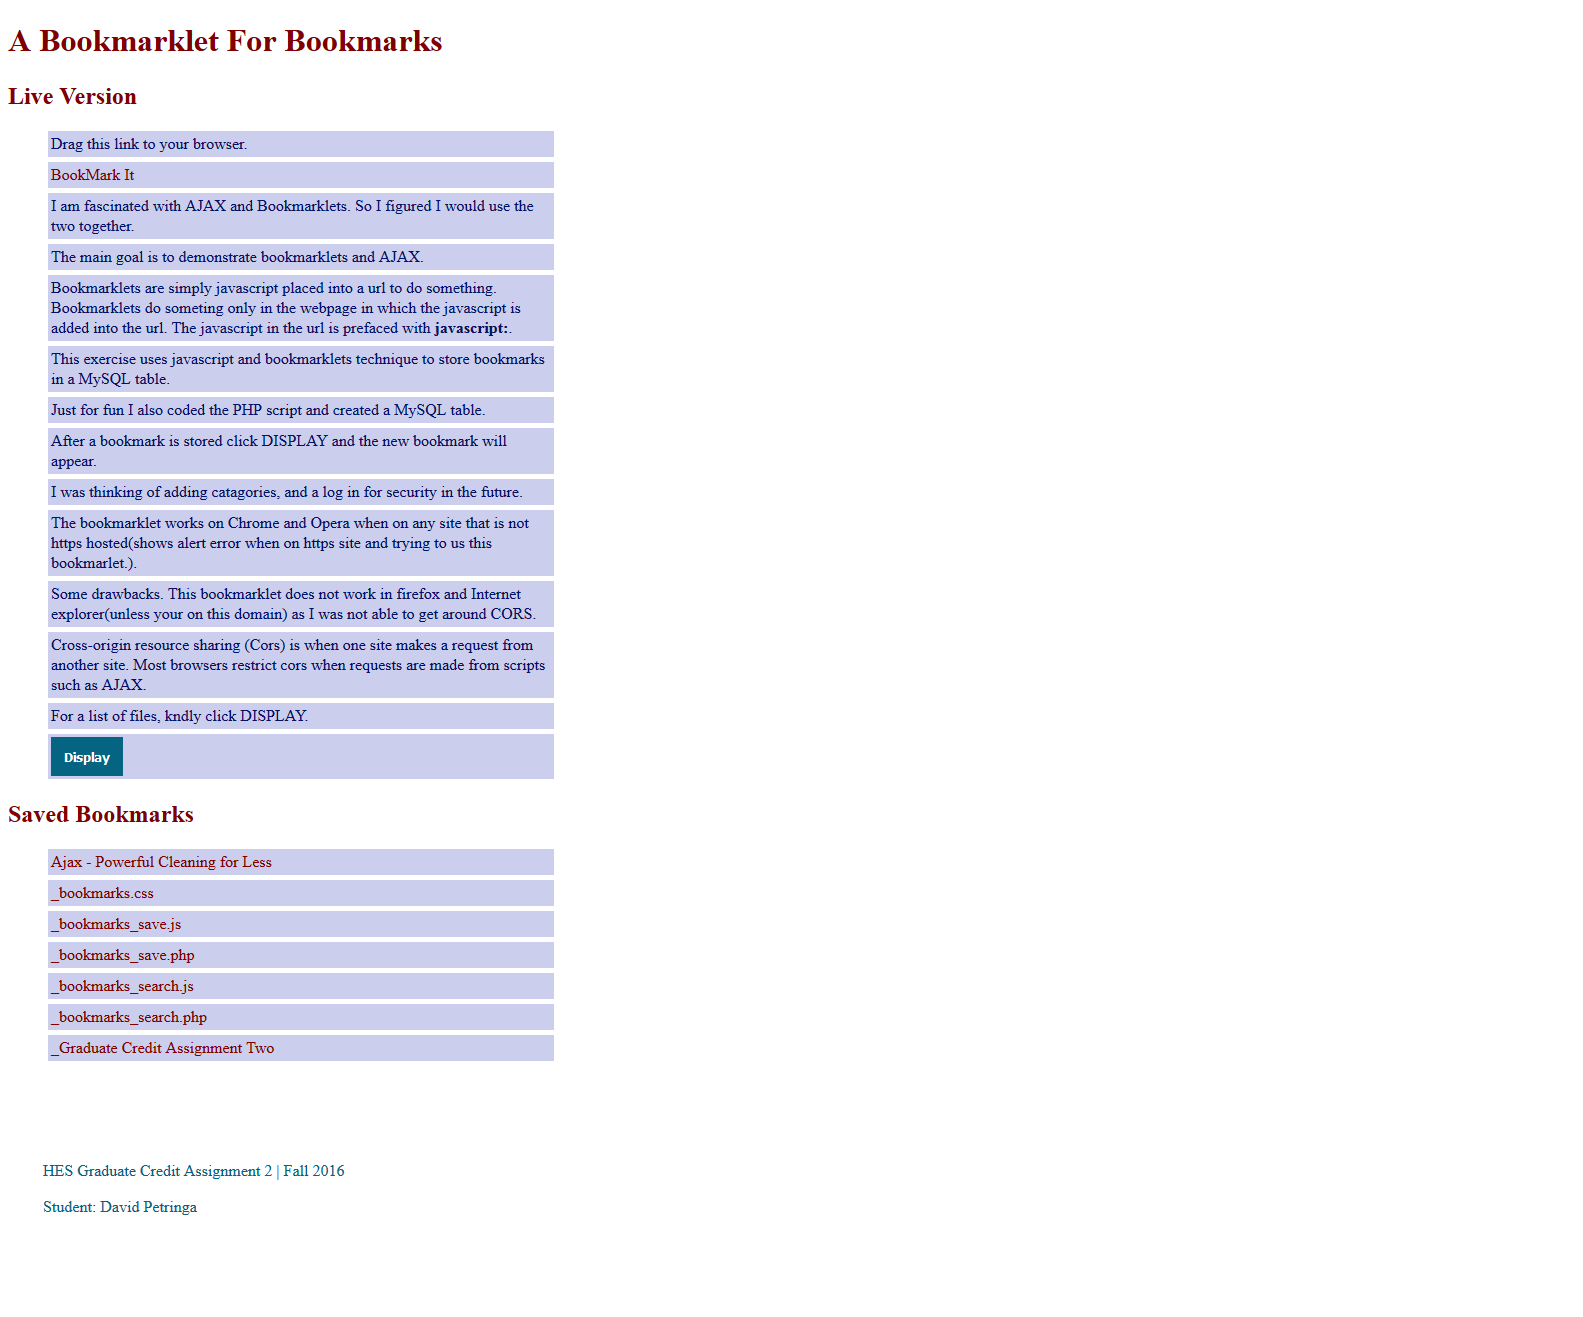 A Bookmarklet For Bookmarks
Live Version
Drag this link to your browser.
BookMark It
I am fascinated with AJAX and Bookmarklets. So I figured I would use the
two together.
The main goal is to demonstrate bookmarklets and AJAX.
Bookmarklets are simply javascript placed into a url to do something.
Bookmarklets do someting only in the webpage in which the javascript is
added into the url. The javascript in the url is prefaced with javascript:.
This exercise uses javascript and bookmarklets technique to store bookmarks
in a MySQL table.
Just for fun I also coded the PHP script and created a MySQL table.
After a bookmark is stored click DISPLAY and the new bookmark will
appear.
I was thinking of adding catagories, and a log in for security in the future.
The bookmarklet works on Chrome and Opera when on any site that is not
https hosted(shows alert error when on https site and trying to us this
bookmarlet.).
Some drawbacks. This bookmarklet does not work in firefox and Internet
explorer(unless your on this domain) as I was not able to get around CORS.
Cross-origin resource sharing (Cors) is when one site makes a request from
another site. Most browsers restrict cors when requests are made from scripts
such as AJAX.
For a list of files, kndly click DISPLAY.
Display
Saved Bookmarks
Ajax - Powerful Cleaning for Less
_bookmarks.css
_bookmarks_save.js
_bookmarks_save.php
_bookmarks_search.js
_bookmarks_search.php
_Graduate Credit Assignment Two
HES Graduate Credit Assignment 2 | Fall 2016
Student: David Petringa